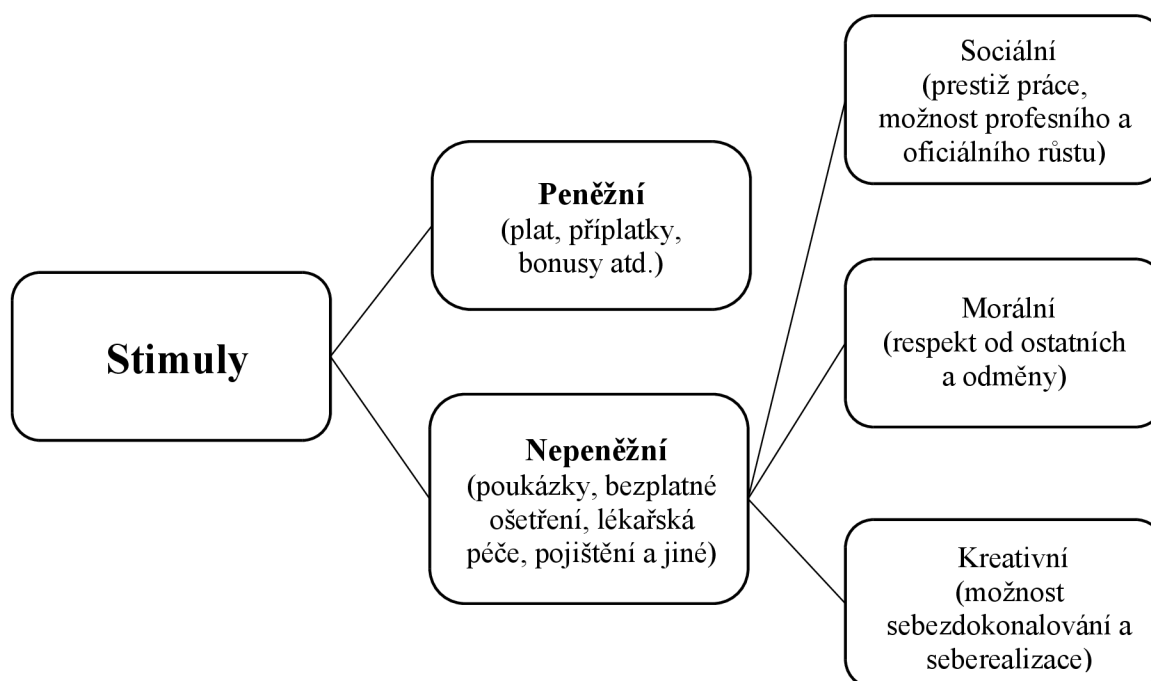 Stimuly
Peněžní
(plat, příplatky,
bonusy atd.)
Nepeněžní
(poukázky, bezplatné
ošetření, lékařská
péče, pojištění a jiné)
Sociální
(prestiž práce,
možnost profesního a
oficiálního růstu)
Morální
(respekt od ostatních
a odměny)
Kreativní
(možnost
sebezdokonalování a
seberealizace)